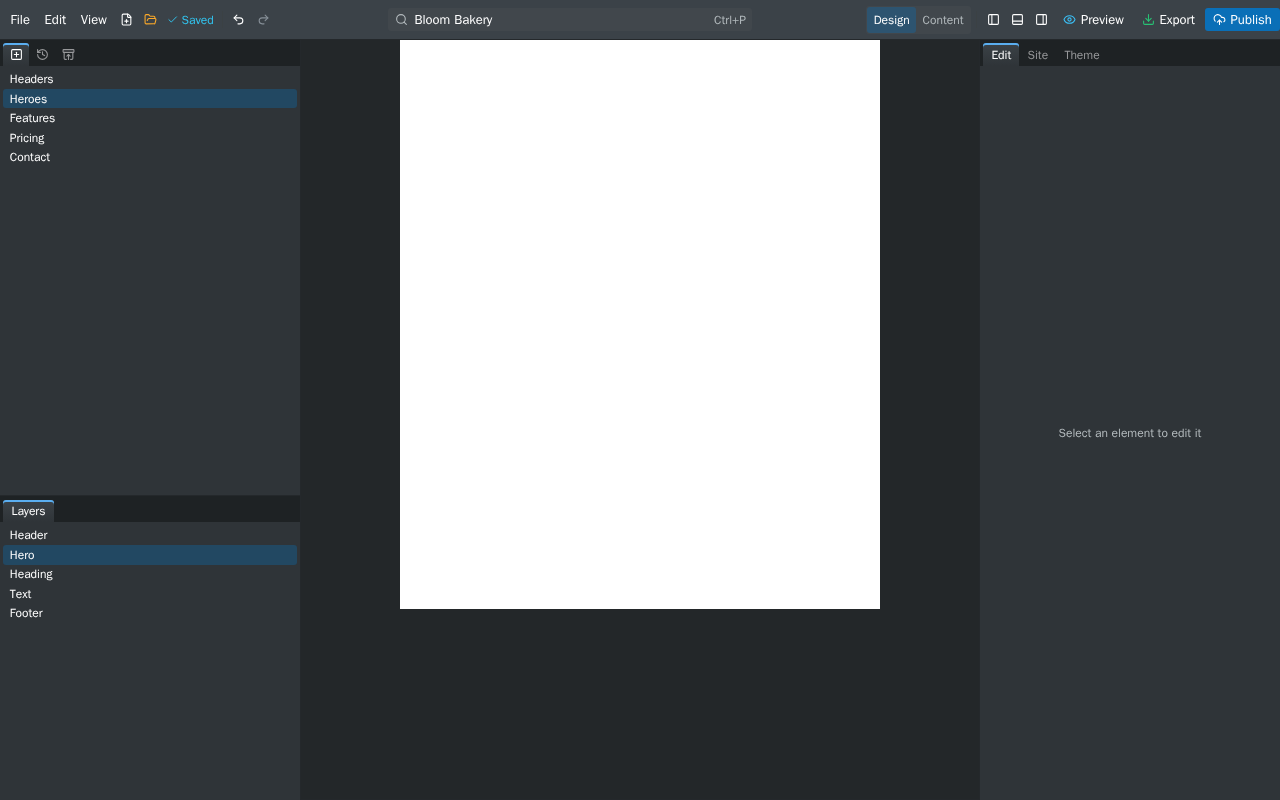 File Edit View Saved Bloom Bakery Ctrl+P Design Content Preview Export Publish
Headers
Heroes
Features
Pricing
Contact
Layers
Header
Hero
Heading
Text
Footer
Edit Site Theme
Select an element to edit it